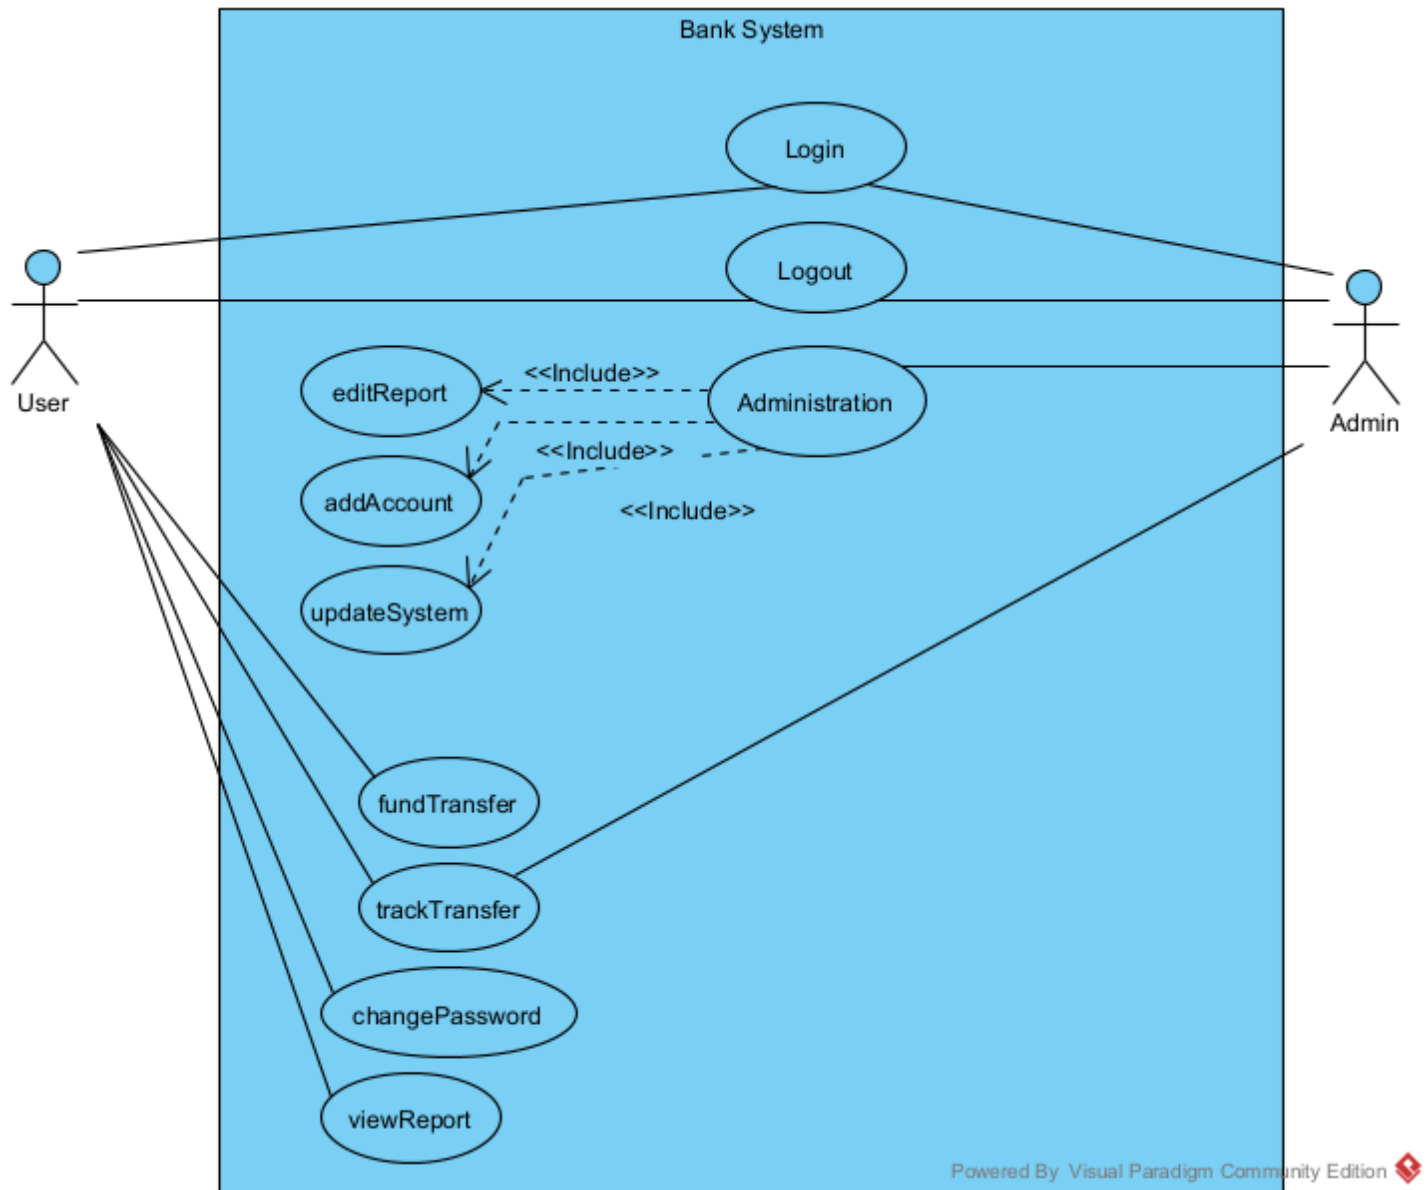 Bank System
Login
Logout
User
Admin
editReport
<<Include>>
Administration
<<Include>>
addAccount
<<Include>>
updateSystem
fundTransfer
trackTransfer
changePassword
viewReport
Powered By Visual Paradigm Community Edition